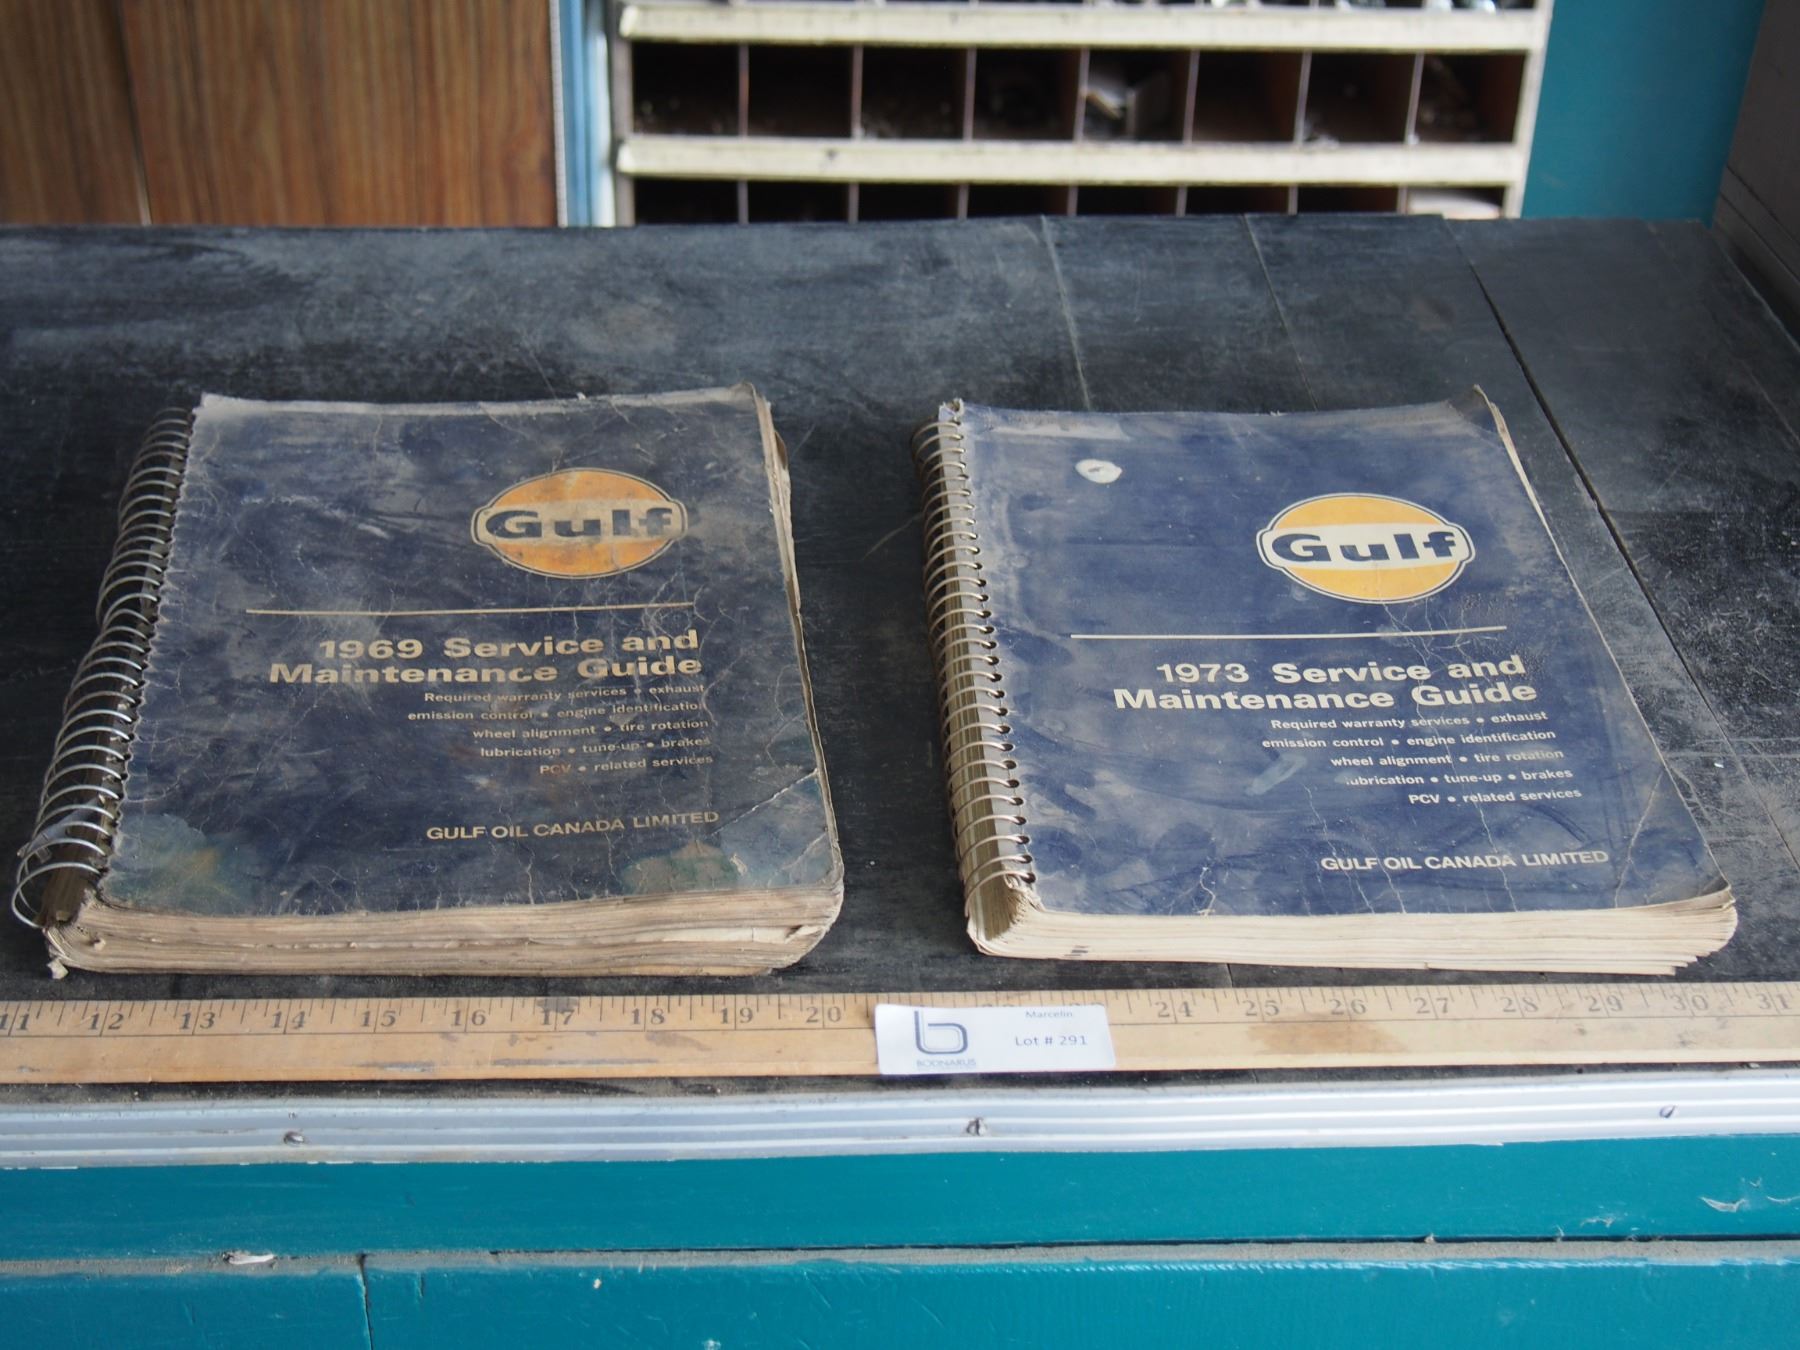 Gulf
1969 Service and
Maintenance Guide
Required warranty services • exhaust
emission control • engine identification
wheel alignment • tire rotation
lubrication • tune-up • brakes
PCV • related services
GULF OIL CANADA LIMITED
Gulf
1973 Service and
Maintenance Guide
Required warranty services • exhaust
emission control • engine identification
wheel alignment • tire rotation
lubrication • tune-up • brakes
PCV • related services
GULF OIL CANADA LIMITED
11 12 13 14 15 16 17 18 19 20 24 25 26 27 28 29 30 31
Marcelin
Lot # 291
b
BODNARUS